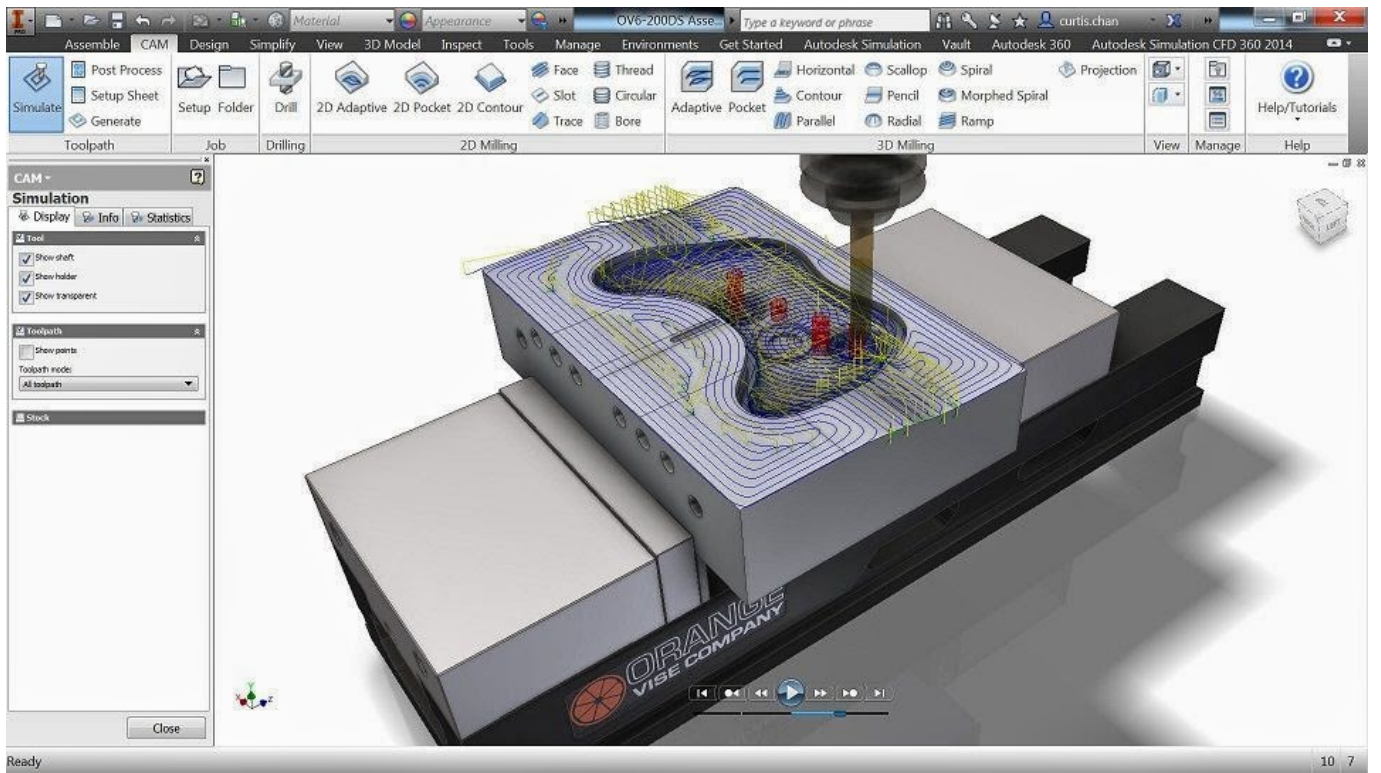 PRO
Material
Appearance
OV6-200DS Asse...
Type a keyword or phrase
curtis.chan
Assemble CAM Design Simplify View 3D Model Inspect Tools Manage Environments Get Started Autodesk Simulation Vault Autodesk 360 Autodesk Simulation CFD 360 2014
Simulate
Post Process
Setup Sheet
Generate
Toolpath
Setup Folder
Job
Drill
Drilling
2D Adaptive 2D Pocket 2D Contour
Face Thread
Slot Circular
Trace Bore
2D Milling
Adaptive Pocket
Horizontal Scallop Spiral Projection
Contour Pencil Morphed Spiral
Parallel Radial Ramp
3D Milling
View
Manage
Help/Tutorials
Help
CAM
Simulation
Display Info Statistics
Tool
Show shaft
Show holder
Show transparent
Toolpath
Show points
Toolpath mode:
All toolpath
Stock
Close
ORANGE
VISE COMPANY
X Y Z
Ready 10 7